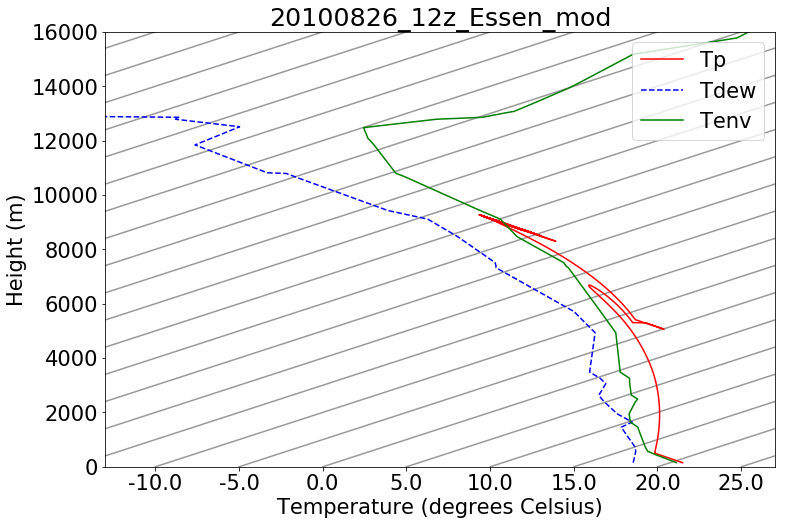 20100826_12z_Essen_mod
16000
14000
12000
10000
8000
6000
4000
2000
0
Height (m)
Tp
Tdew
Tenv
-10.0 -5.0 0.0 5.0 10.0 15.0 20.0 25.0
Temperature (degrees Celsius)